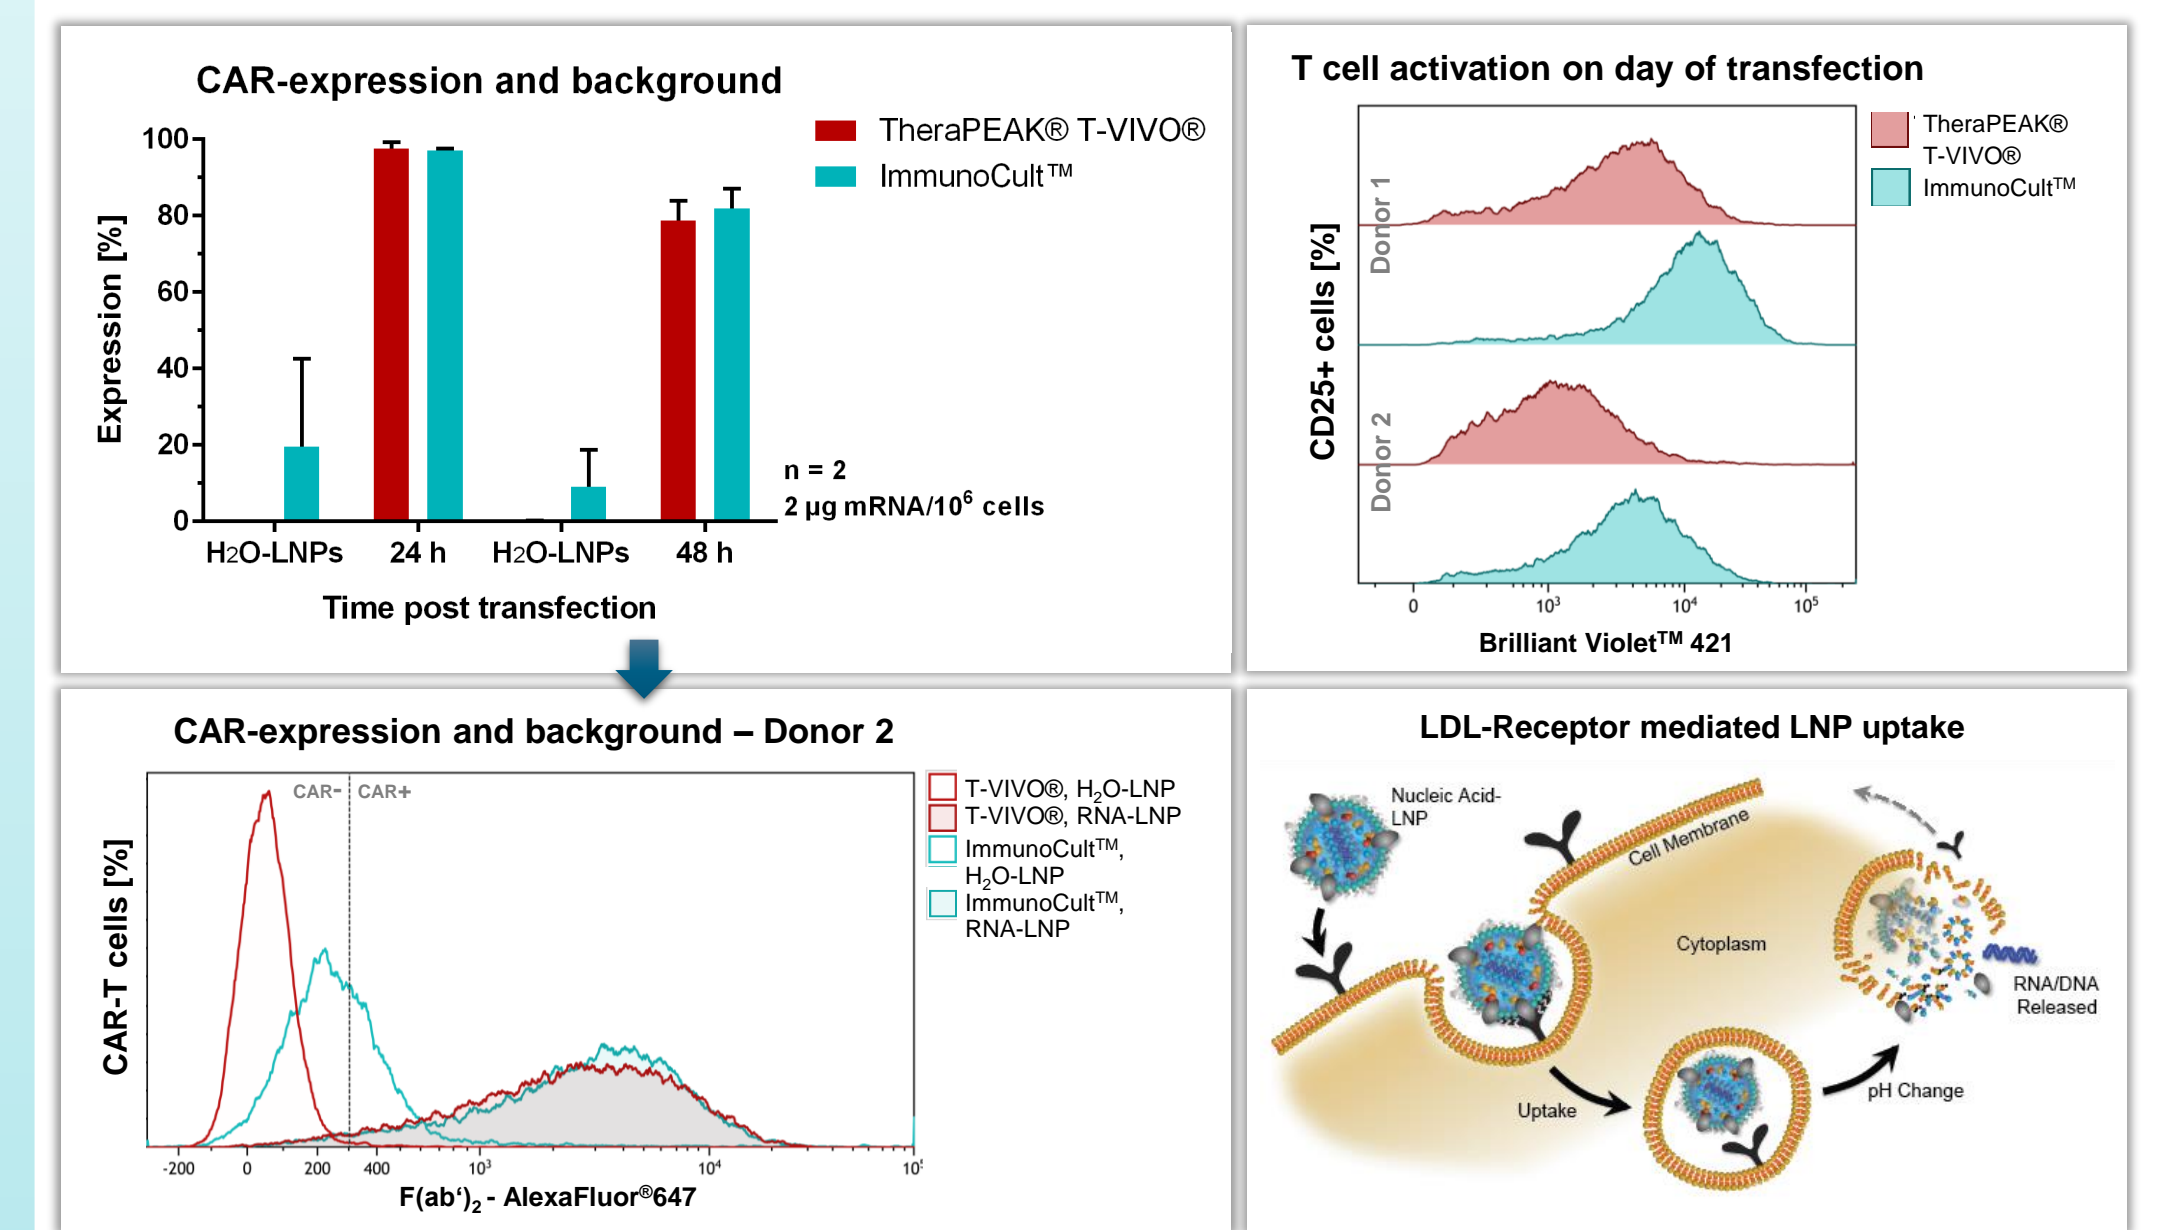 CAR-expression and background
TheraPEAK® T-VIVO®
ImmunoCult™
Expression [%]
100
80
60
40
20
0
n = 2
2 µg mRNA/10⁶ cells
H2O-LNPs
24 h
H2O-LNPs
48 h
Time post transfection
T cell activation on day of transfection
TheraPEAK®
T-VIVO®
ImmunoCult™
CD25+ cells [%]
Donor 1
Donor 2
0
10³
10⁴
10⁵
Brilliant Violet™ 421
CAR-expression and background – Donor 2
CAR-
CAR+
T-VIVO®, H₂O-LNP
T-VIVO®, RNA-LNP
ImmunoCult™,
H₂O-LNP
ImmunoCult™,
RNA-LNP
CAR-T cells [%]
-200
0
200
400
10³
10⁴
10⁵
F(ab‘)₂ - AlexaFluor®647
LDL-Receptor mediated LNP uptake
Nucleic Acid-
LNP
Cell Membrane
Cytoplasm
RNA/DNA
Released
pH Change
Uptake